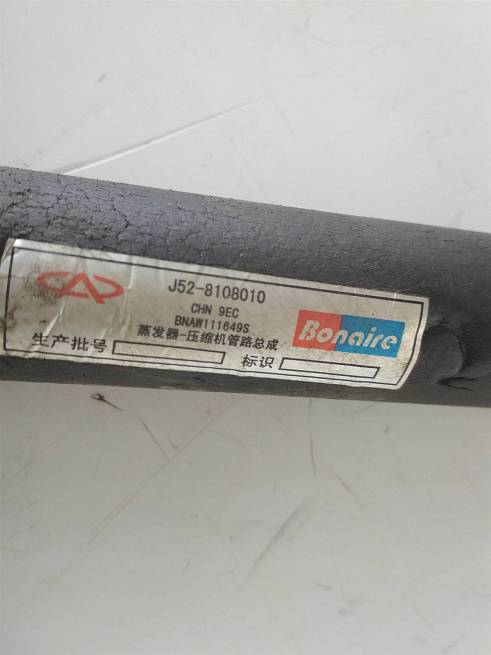 J52-8108010
CHN 9EC
BNAW111649S
蒸发器-压缩机管路总成
生产批号 标识
Bonaire